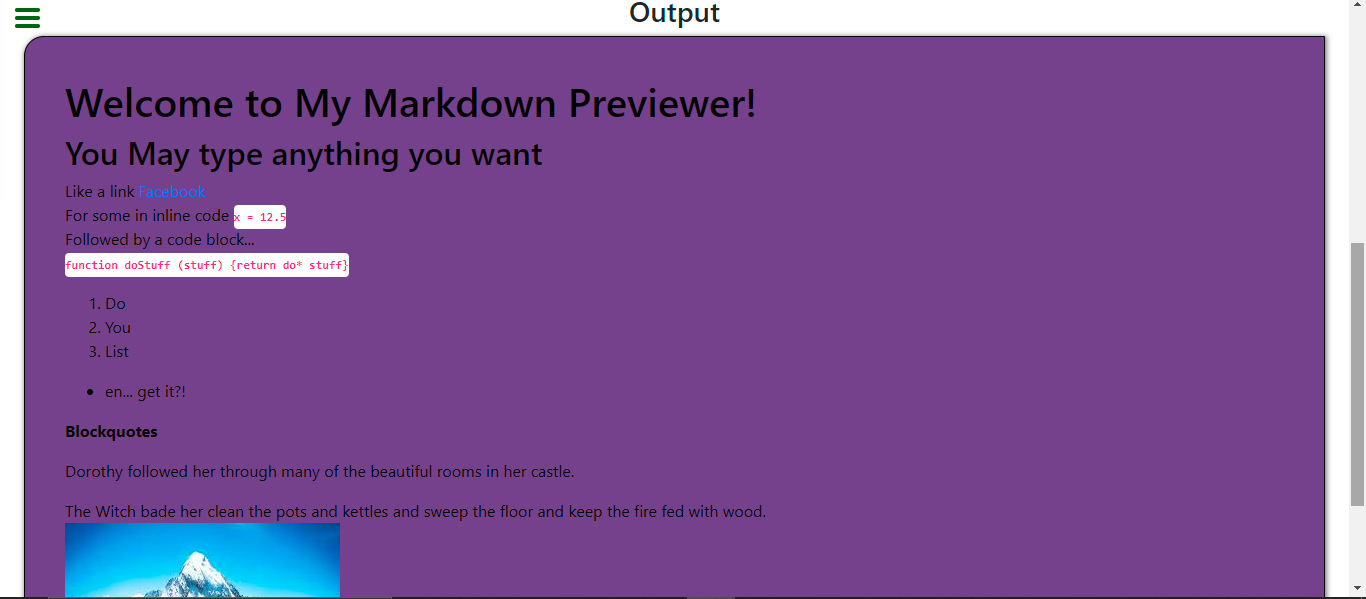 Output
Welcome to My Markdown Previewer!
You May type anything you want
Like a link Facebook
For some in inline code x = 12.5
Followed by a code block...
function doStuff (stuff) {return do* stuff}
1. Do
2. You
3. List
• en... get it?!
Blockquotes
Dorothy followed her through many of the beautiful rooms in her castle.
The Witch bade her clean the pots and kettles and sweep the floor and keep the fire fed with wood.